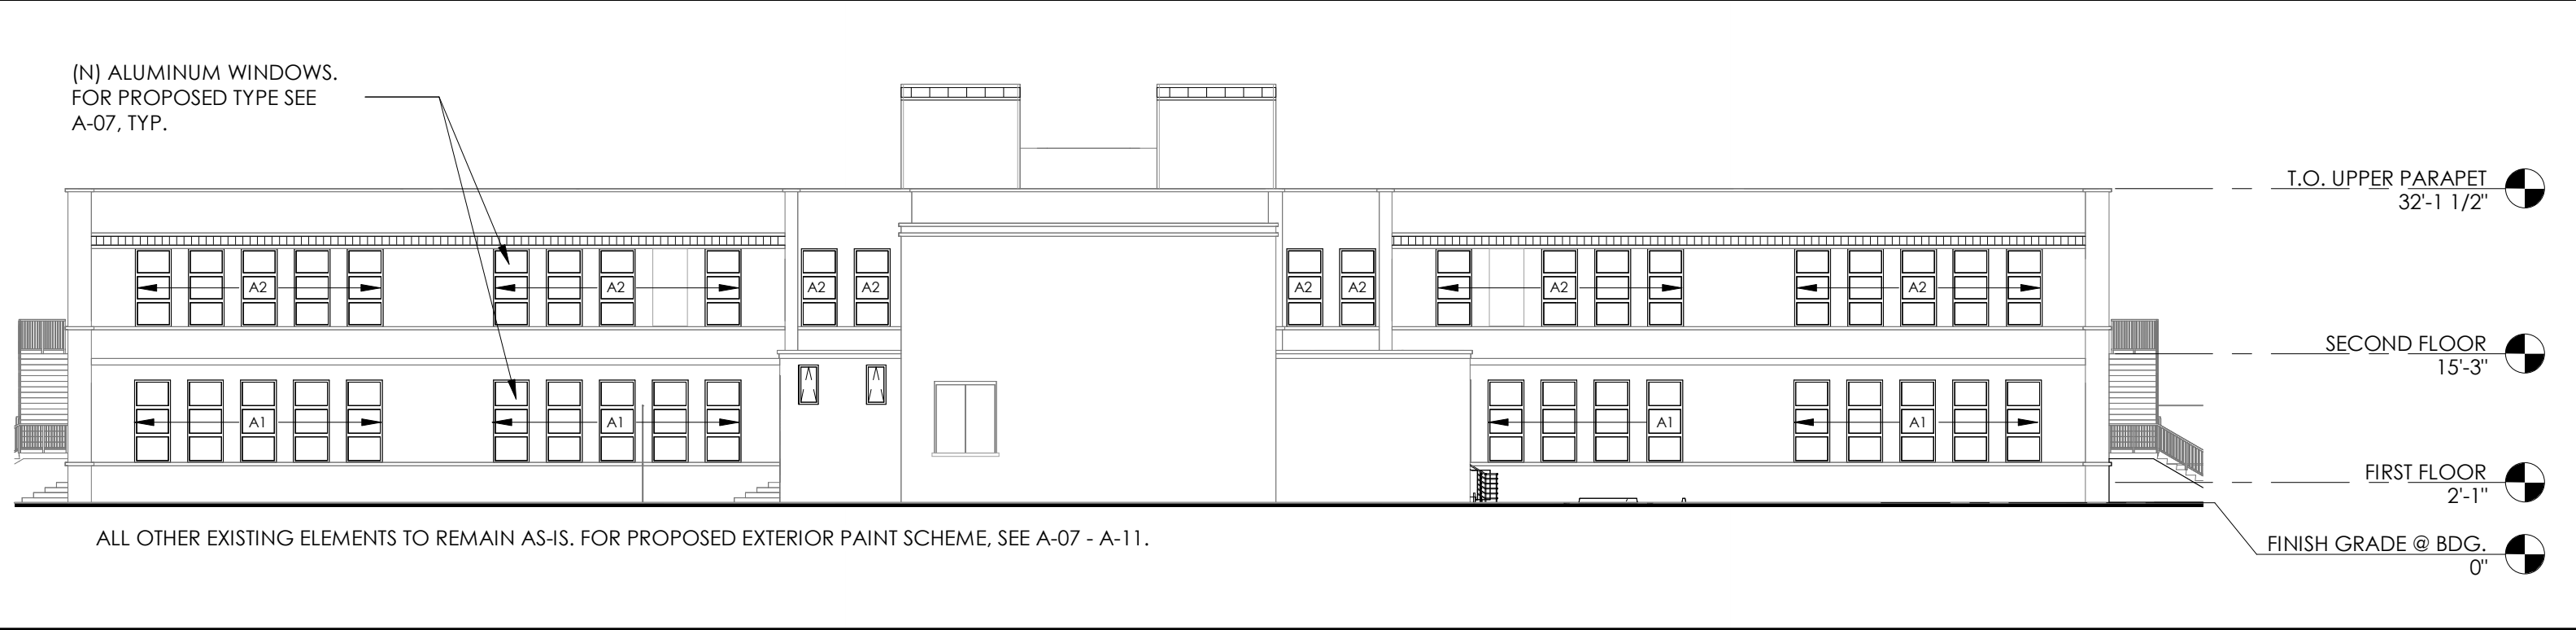 (N) ALUMINUM WINDOWS.
FOR PROPOSED TYPE SEE
A-07, TYP.
T.O. UPPER PARAPET
32'-1 1/2"
A2
A2
A2
A2
A2
A2
A2
A2
SECOND FLOOR
15'-3"
A1
A1
A1
A1
FIRST FLOOR
2'-1"
ALL OTHER EXISTING ELEMENTS TO REMAIN AS-IS. FOR PROPOSED EXTERIOR PAINT SCHEME, SEE A-07 - A-11.
FINISH GRADE @ BDG.
0"